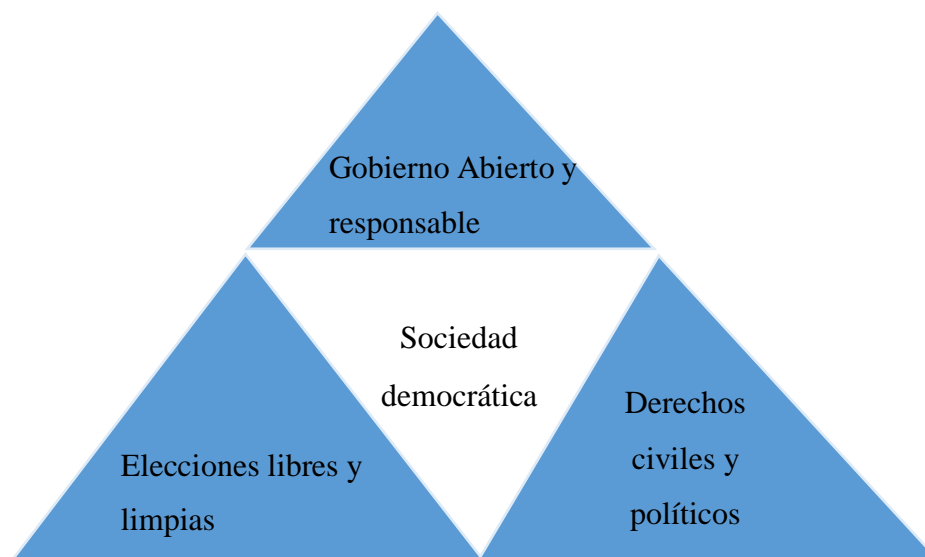 Gobierno Abierto y
responsable
Sociedad
democrática
Elecciones libres y
limpias
Derechos
civiles y
políticos